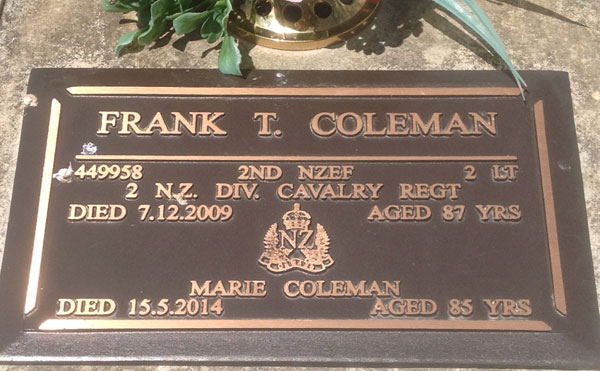 FRANK T. COLEMAN
449958 2ND NZEF 2 LT
2 N.Z. DIV. CAVALRY REGT
DIED 7.12.2009 AGED 87 YRS
NZ
MARIE COLEMAN
DIED 15.5.2014 AGED 85 YRS